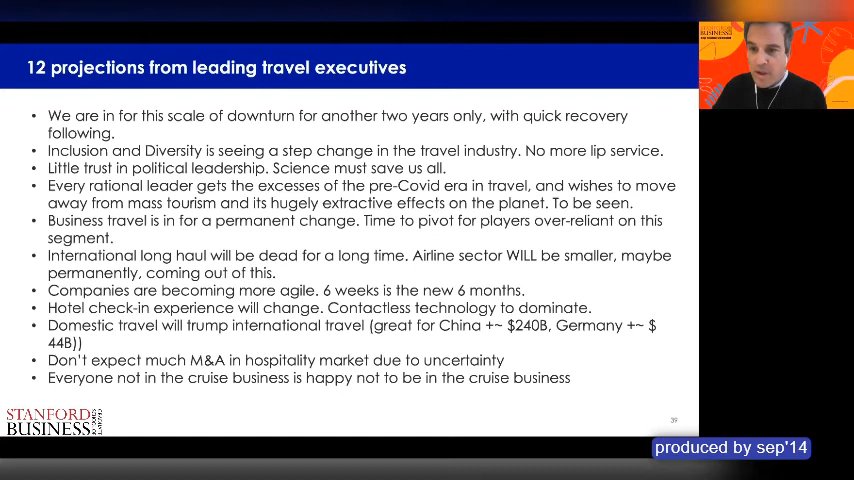 12 projections from leading travel executives
• We are in for this scale of downturn for another two years only, with quick recovery
following.
• Inclusion and Diversity is seeing a step change in the travel industry. No more lip service.
• Little trust in political leadership. Science must save us all.
• Every rational leader gets the excesses of the pre-Covid era in travel, and wishes to move
away from mass tourism and its hugely extractive effects on the planet. To be seen.
• Business travel is in for a permanent change. Time to pivot for players over-reliant on this
segment.
• International long haul will be dead for a long time. Airline sector WILL be smaller, maybe
permanently, coming out of this.
• Companies are becoming more agile. 6 weeks is the new 6 months.
• Hotel check-in experience will change. Contactless technology to dominate.
• Domestic travel will trump international travel (great for China +~ $240B, Germany +~ $
44B))
• Don't expect much M&A in hospitality market due to uncertainty
• Everyone not in the cruise business is happy not to be in the cruise business
STANFORD
BUSINESS
39
produced by sep'14